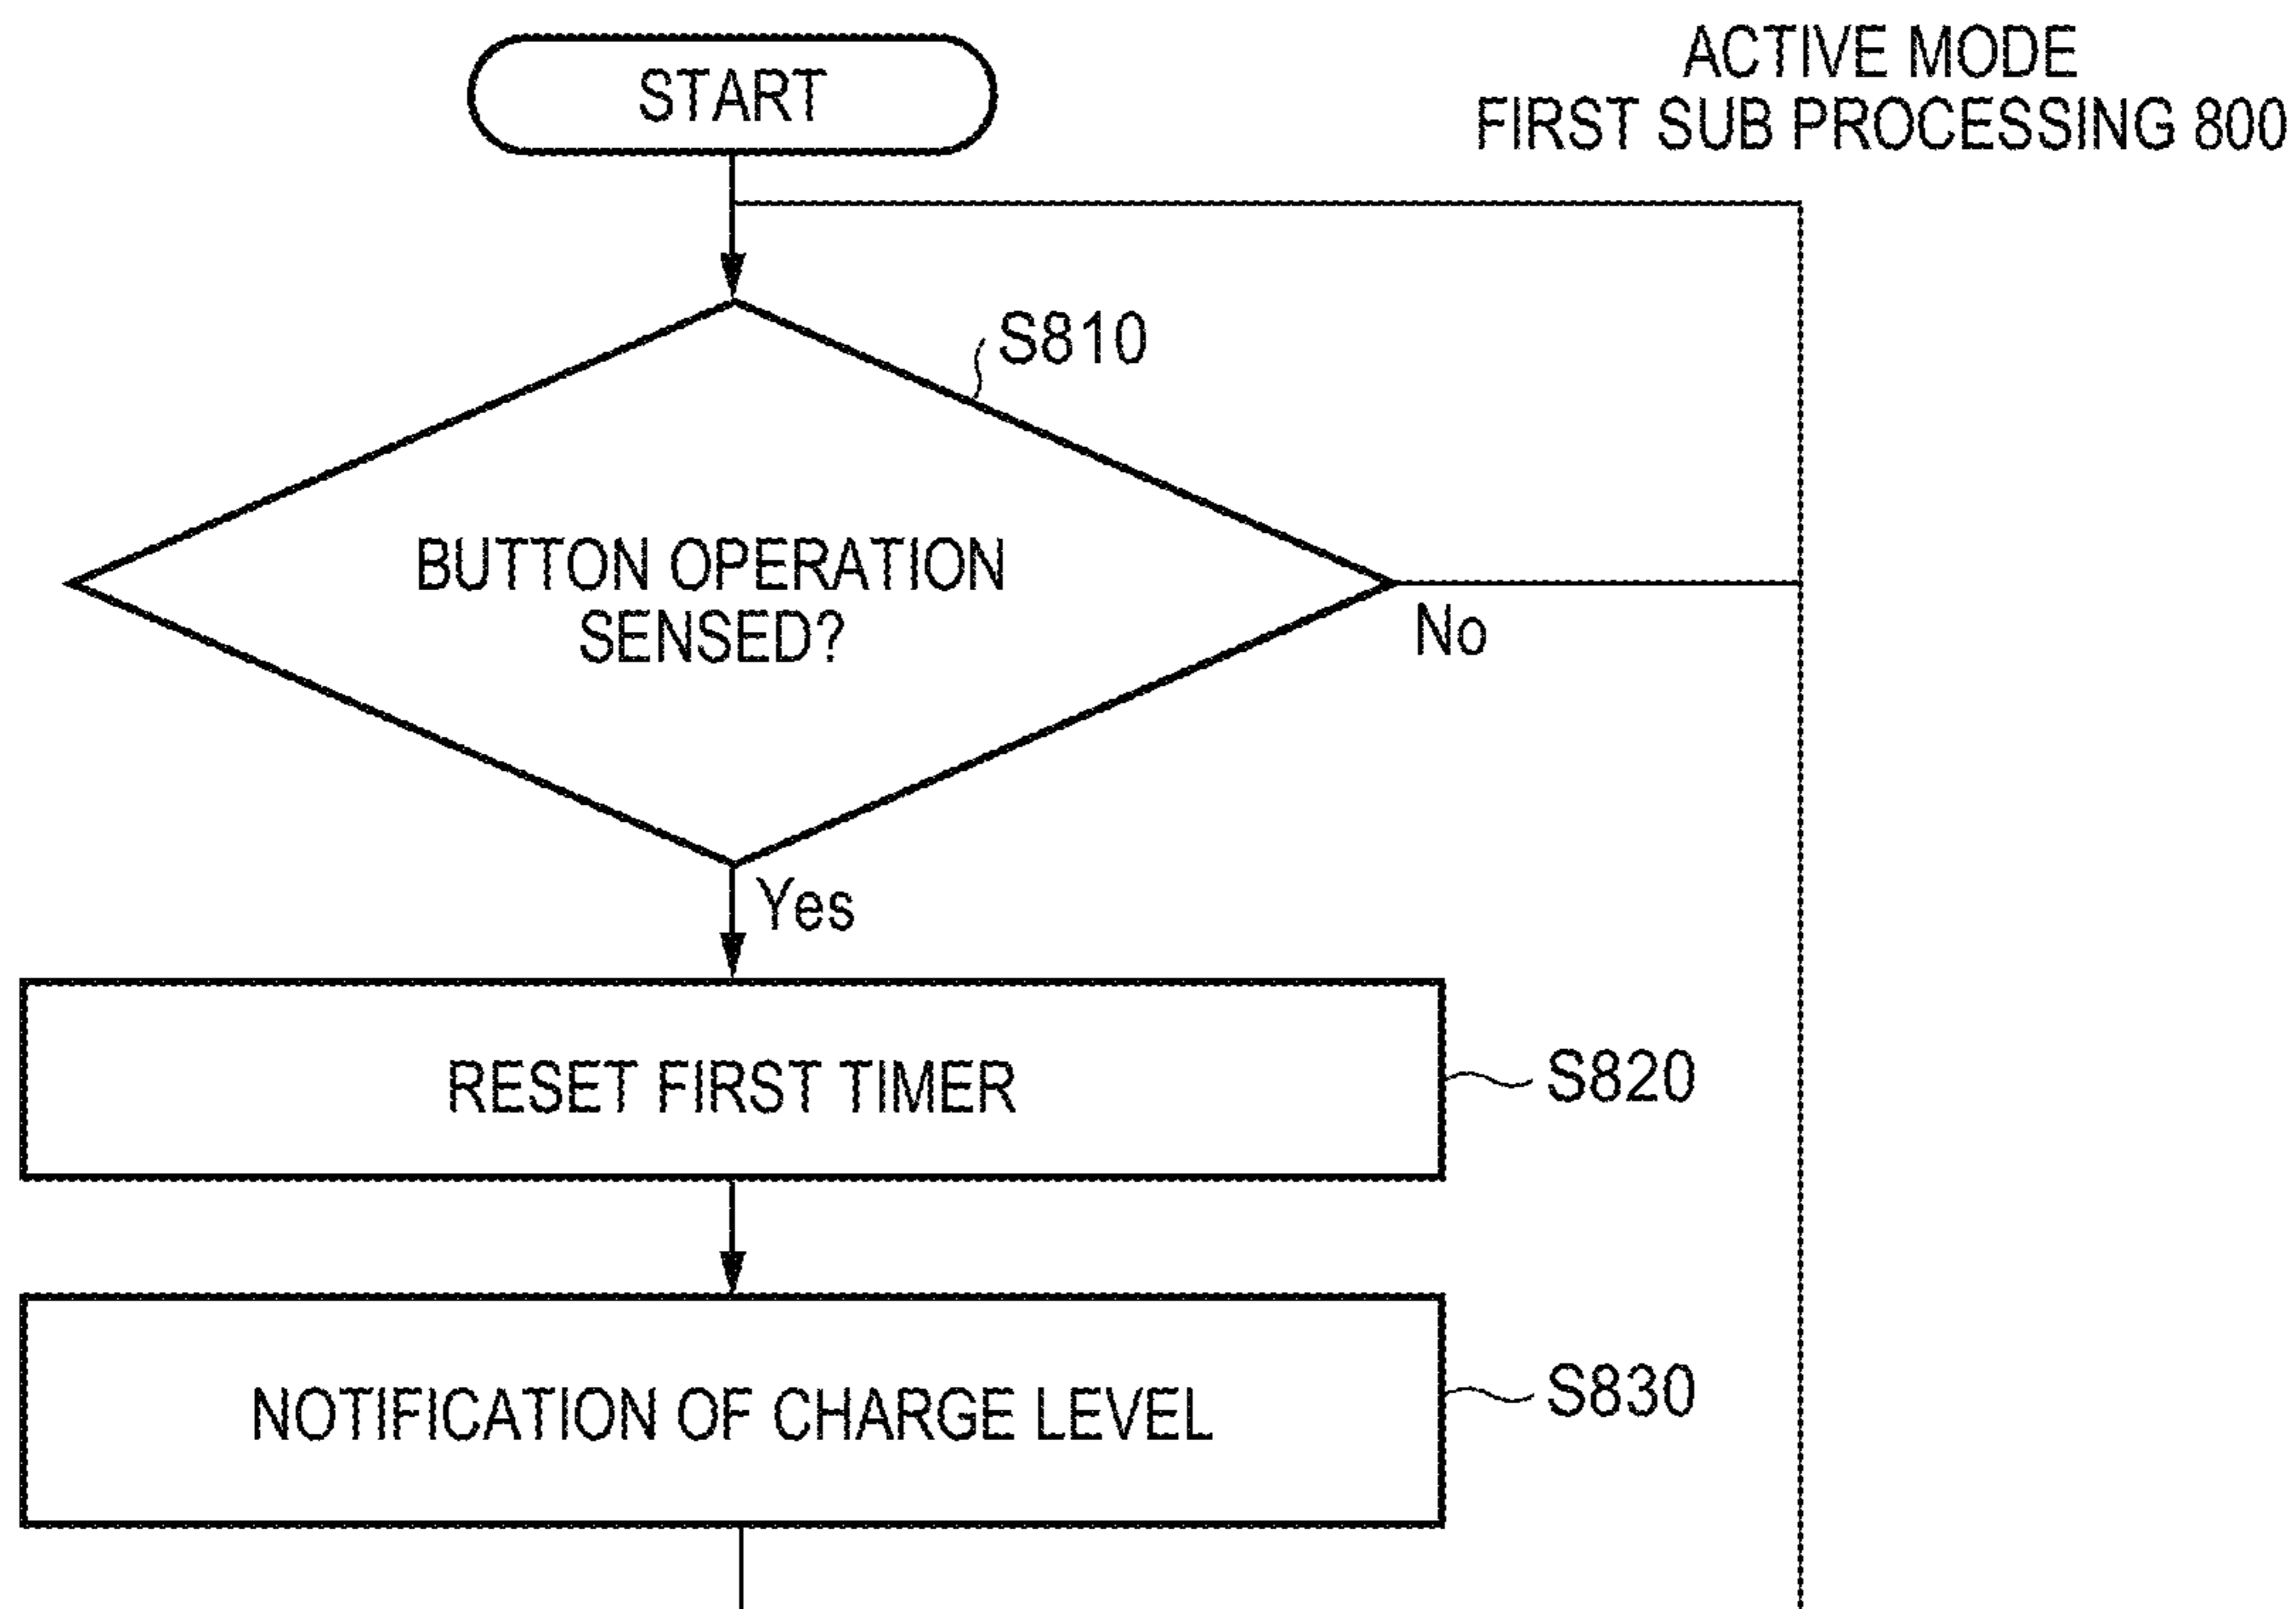 START
ACTIVE MODE
FIRST SUB PROCESSING 800
S810
BUTTON OPERATION
SENSED?
No
Yes
RESET FIRST TIMER
S820
NOTIFICATION OF CHARGE LEVEL
S830